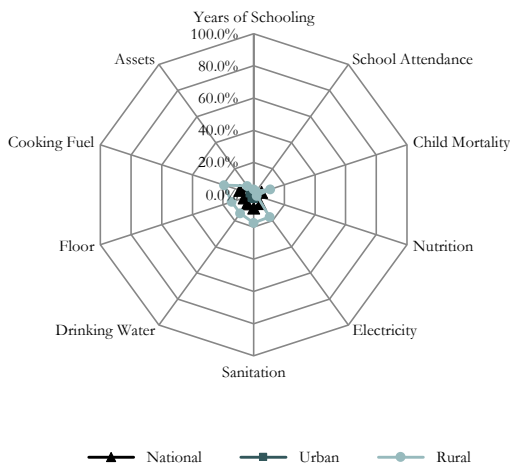 Years of Schooling
100.0%
Assets
School Attendance
80.0%
60.0%
Cooking Fuel
Child Mortality
40.0%
20.0%
0.0%
Floor
Nutrition
Drinking Water
Electricity
Sanitation
National
Urban
Rural